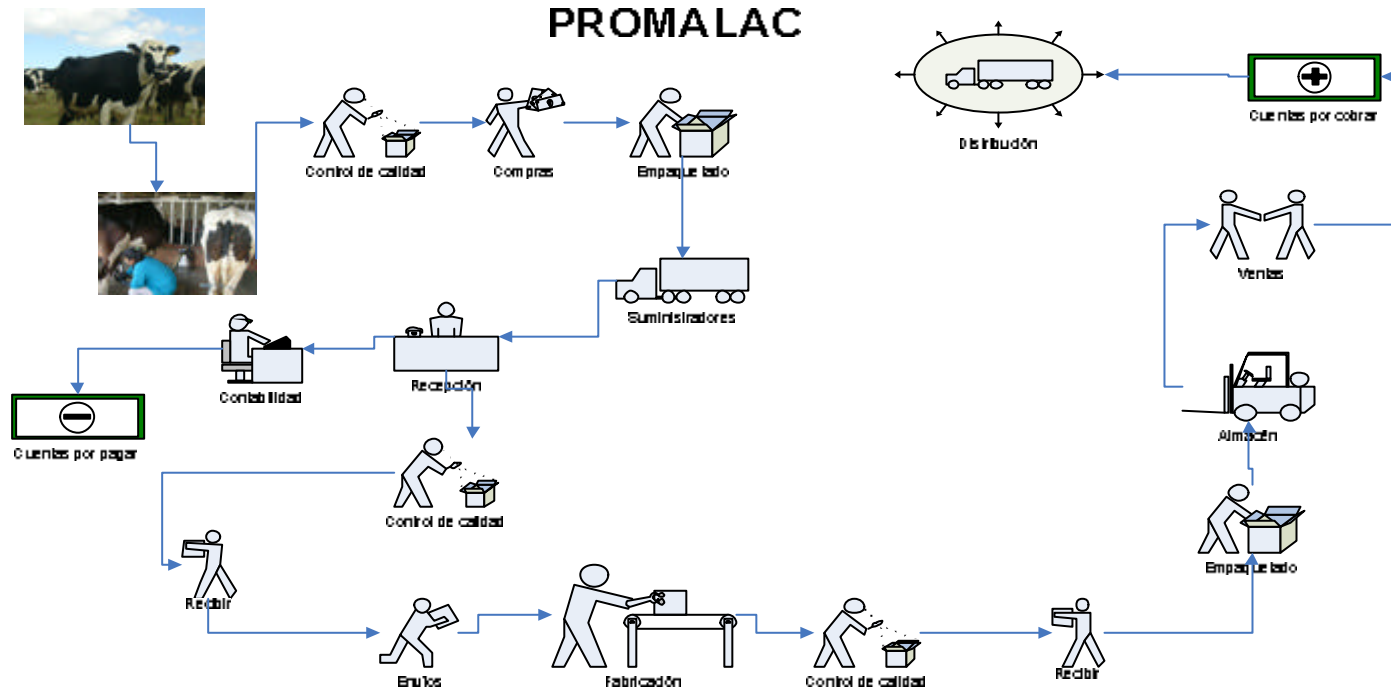 PROMALAC
Control de calidad
Compras
Empaquetado
Distribución
Cuentas por cobrar
Ventas
Suministradores
Recepción
Contabilidad
Cuentas por pagar
Almacén
Control de calidad
Empaquetado
Recibir
Envíos
Fabricación
Control de calidad
Recibir